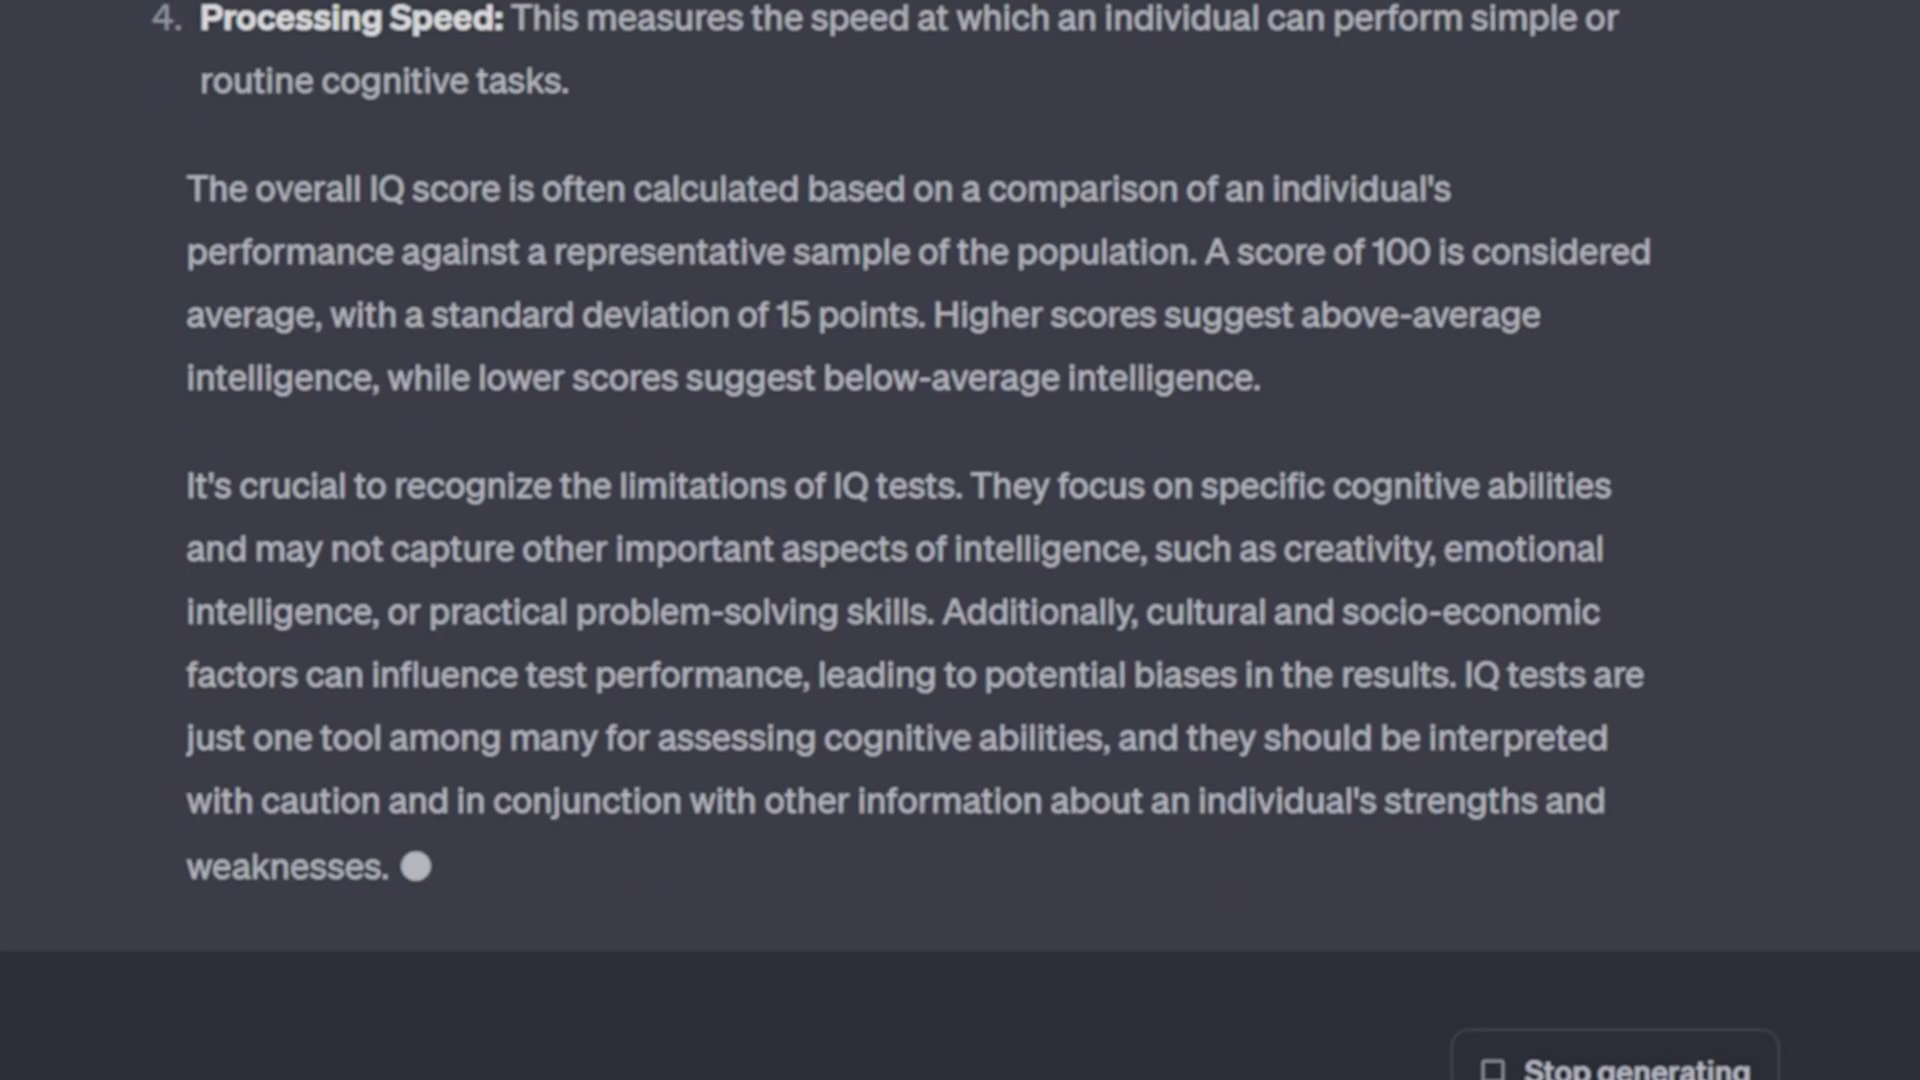 4. Processing Speed: This measures the speed at which an individual can perform simple or
routine cognitive tasks.
The overall IQ score is often calculated based on a comparison of an individual's
performance against a representative sample of the population. A score of 100 is considered
average, with a standard deviation of 15 points. Higher scores suggest above-average
intelligence, while lower scores suggest below-average intelligence.
It's crucial to recognize the limitations of IQ tests. They focus on specific cognitive abilities
and may not capture other important aspects of intelligence, such as creativity, emotional
intelligence, or practical problem-solving skills. Additionally, cultural and socio-economic
factors can influence test performance, leading to potential biases in the results. IQ tests are
just one tool among many for assessing cognitive abilities, and they should be interpreted
with caution and in conjunction with other information about an individual's strengths and
weaknesses.
Stop generating